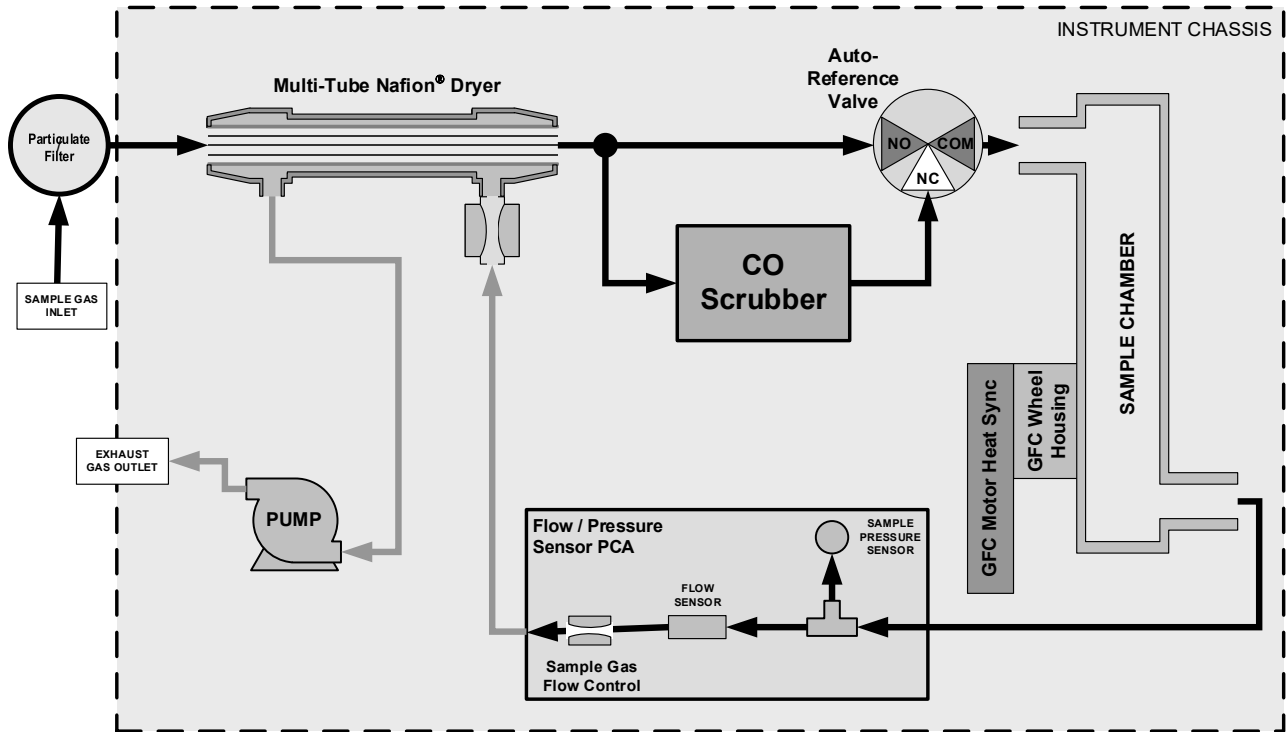 INSTRUMENT CHASSIS
Multi-Tube Nafion® Dryer
Auto-
Reference
Valve
Particulate
Filter
NO
COM
NC
CO
Scrubber
SAMPLE GAS
INLET
SAMPLE CHAMBER
GFC Motor Heat Sync
GFC Wheel
Housing
EXHAUST
GAS OUTLET
PUMP
Flow / Pressure
Sensor PCA
SAMPLE
PRESSURE
SENSOR
FLOW
SENSOR
Sample Gas
Flow Control